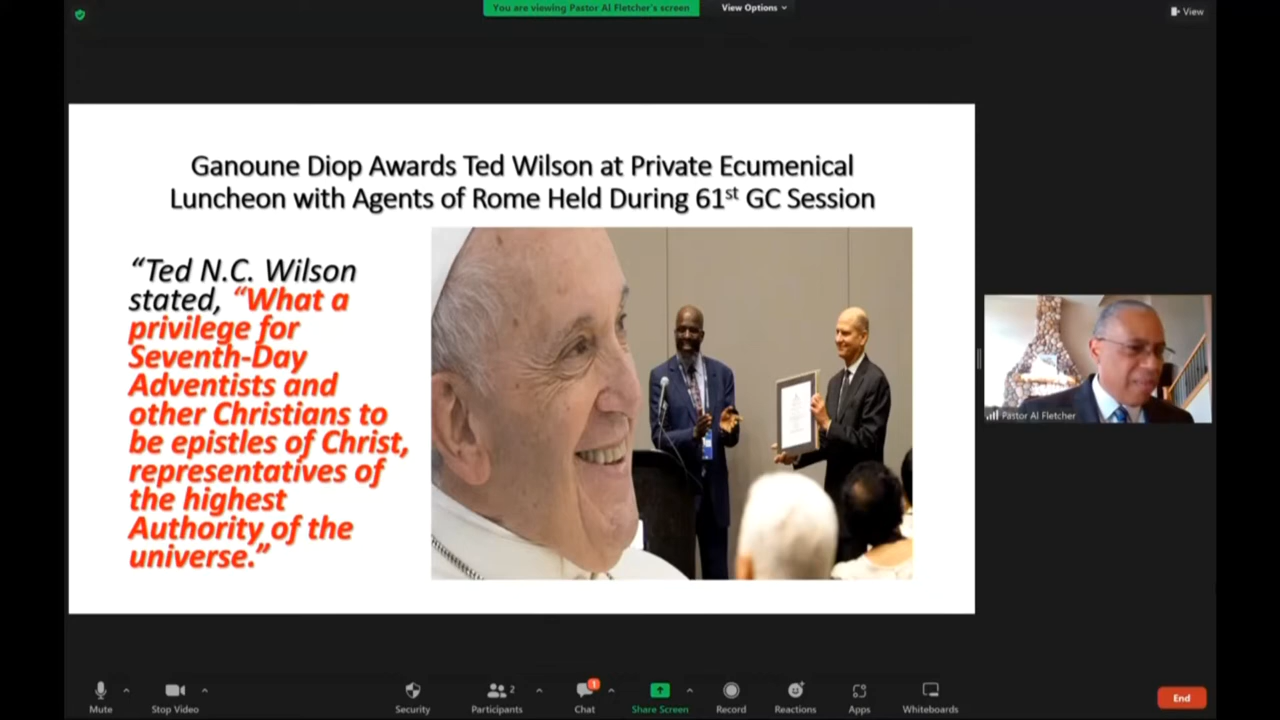 You are viewing Pastor Al Fletcher's screen
View Options
View
Ganoune Diop Awards Ted Wilson at Private Ecumenical
Luncheon with Agents of Rome Held During 61st GC Session
“Ted N.C. Wilson
stated, “What a
privilege for
Seventh-Day
Adventists and
other Christians to
be epistles of Christ,
representatives of
the highest
Authority of the
universe.”
Pastor Al Fletcher
Mute
Stop Video
Security
Participants
2
Chat
1
Share Screen
Record
Reactions
Apps
Whiteboards
End